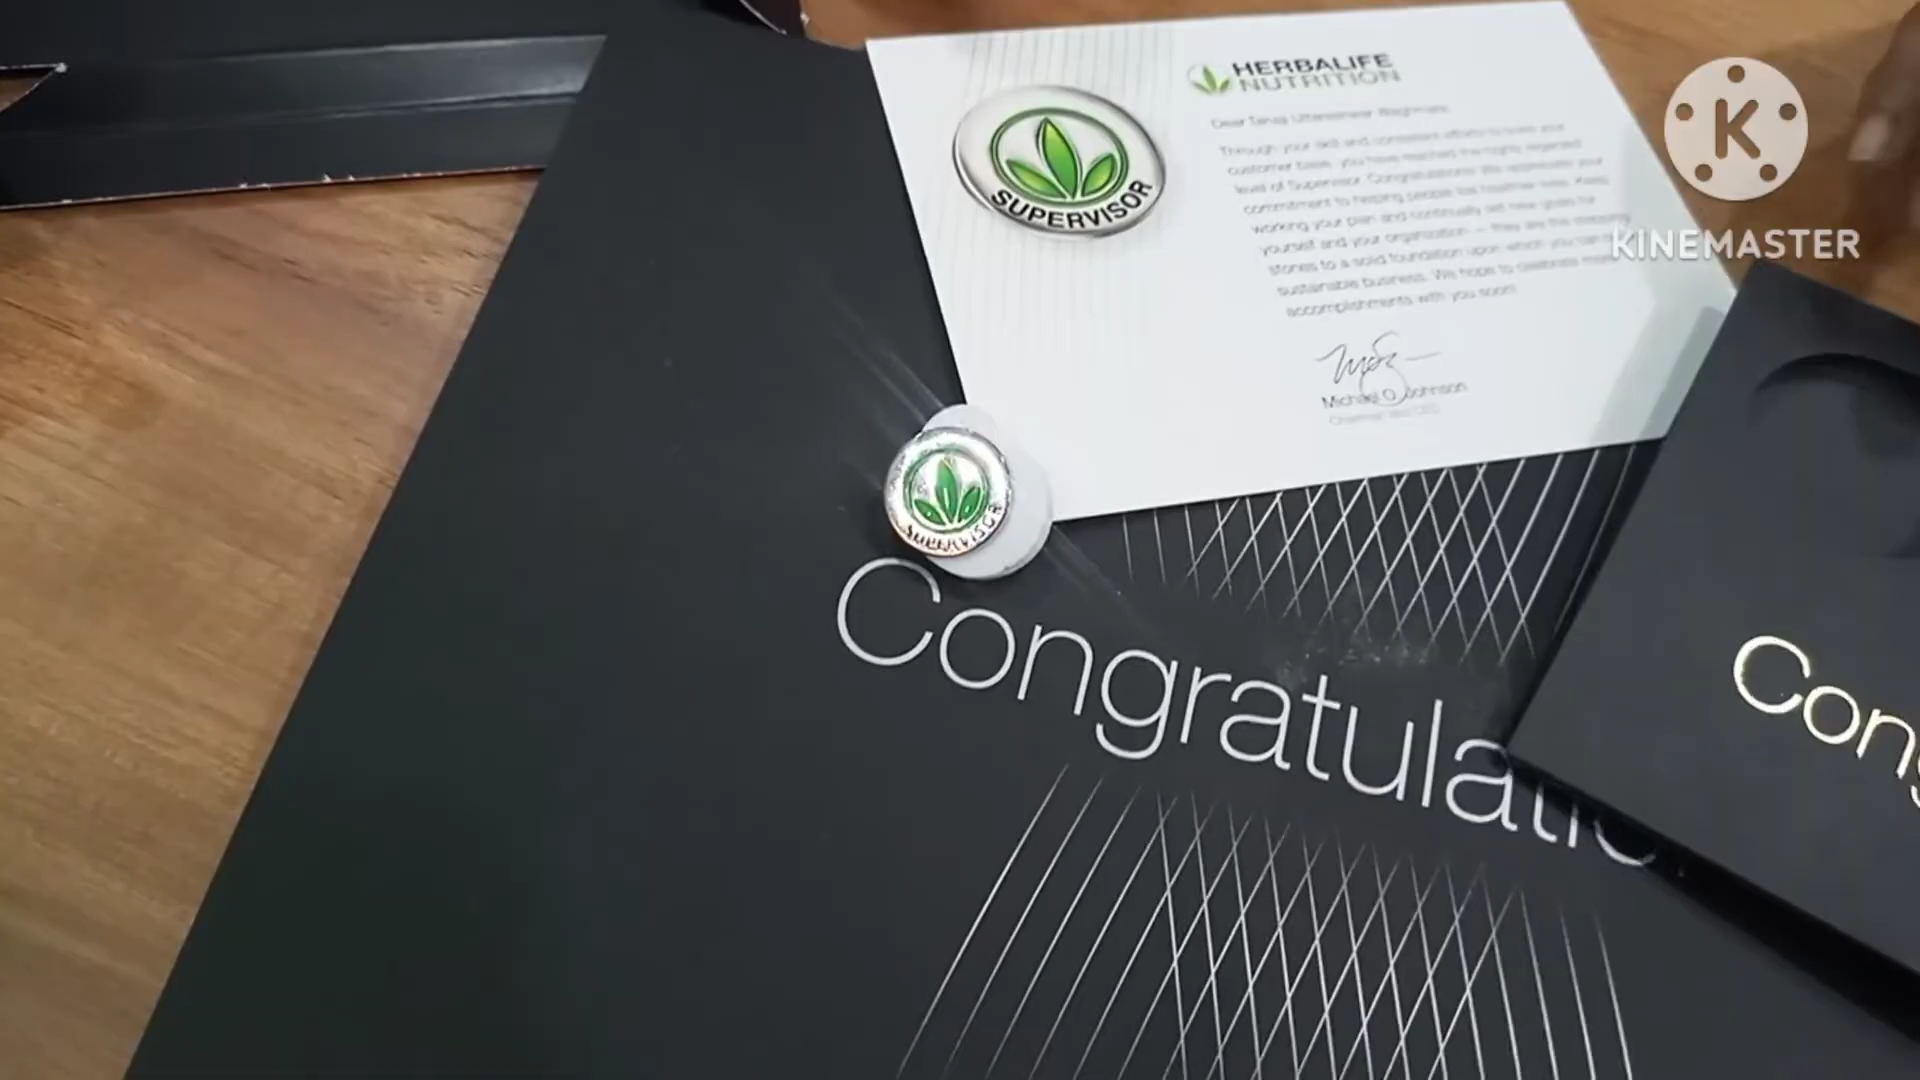 HERBALIFE
NUTRITION
SUPERVISOR
Dear
Through your skill and consistent efforts to build your
customer base, you have reached the highly regarded
level of Supervisor. Congratulations! We appreciate your
commitment to helping people live healthier lives. Keep
working your plan and continually set new goals for
yourself and your organization — they are the stepping
stones to a solid foundation upon which you can
sustainable business. We hope to celebrate more
accomplishments with you soon!
Michael O. Johnson
Chairman and CEO
K
KINEMASTER
SUPERVISOR
Congratulatio
Cong